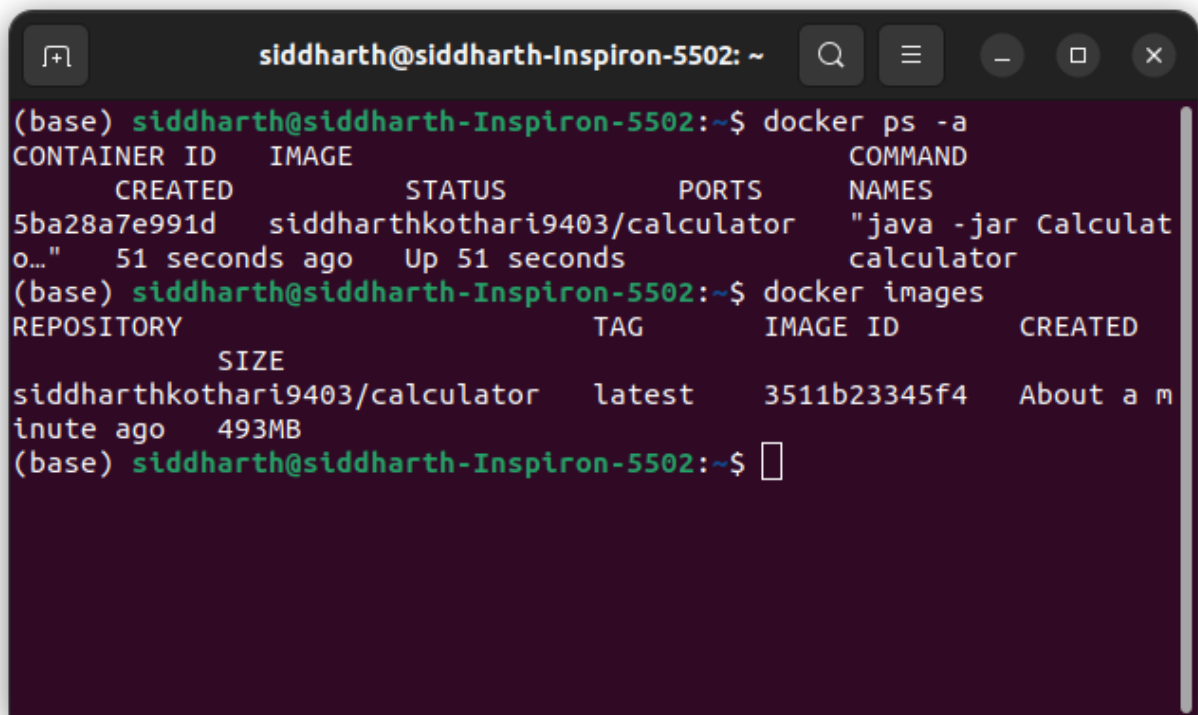 siddharth@siddharth-Inspiron-5502: ~
(base) siddharth@siddharth-Inspiron-5502:~$ docker ps -a
CONTAINER ID   IMAGE                             COMMAND
      CREATED          STATUS          PORTS     NAMES
5ba28a7e991d   siddharthkothari9403/calculator   "java -jar Calculat
o…"   51 seconds ago   Up 51 seconds             calculator
(base) siddharth@siddharth-Inspiron-5502:~$ docker images
REPOSITORY                        TAG       IMAGE ID       CREATED
            SIZE
siddharthkothari9403/calculator   latest    3511b23345f4   About a m
inute ago   493MB
(base) siddharth@siddharth-Inspiron-5502:~$